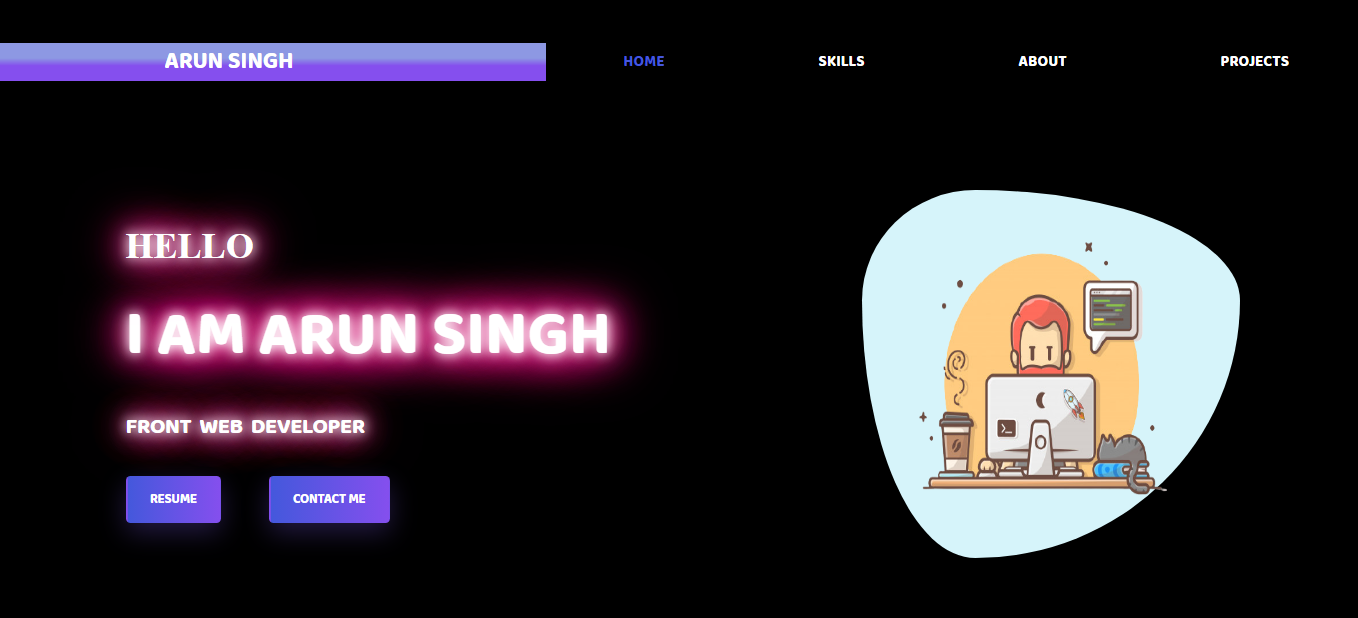 ARUN SINGH HOME SKILLS ABOUT PROJECTS
HELLO
I AM ARUN SINGH
FRONT WEB DEVELOPER
RESUME CONTACT ME